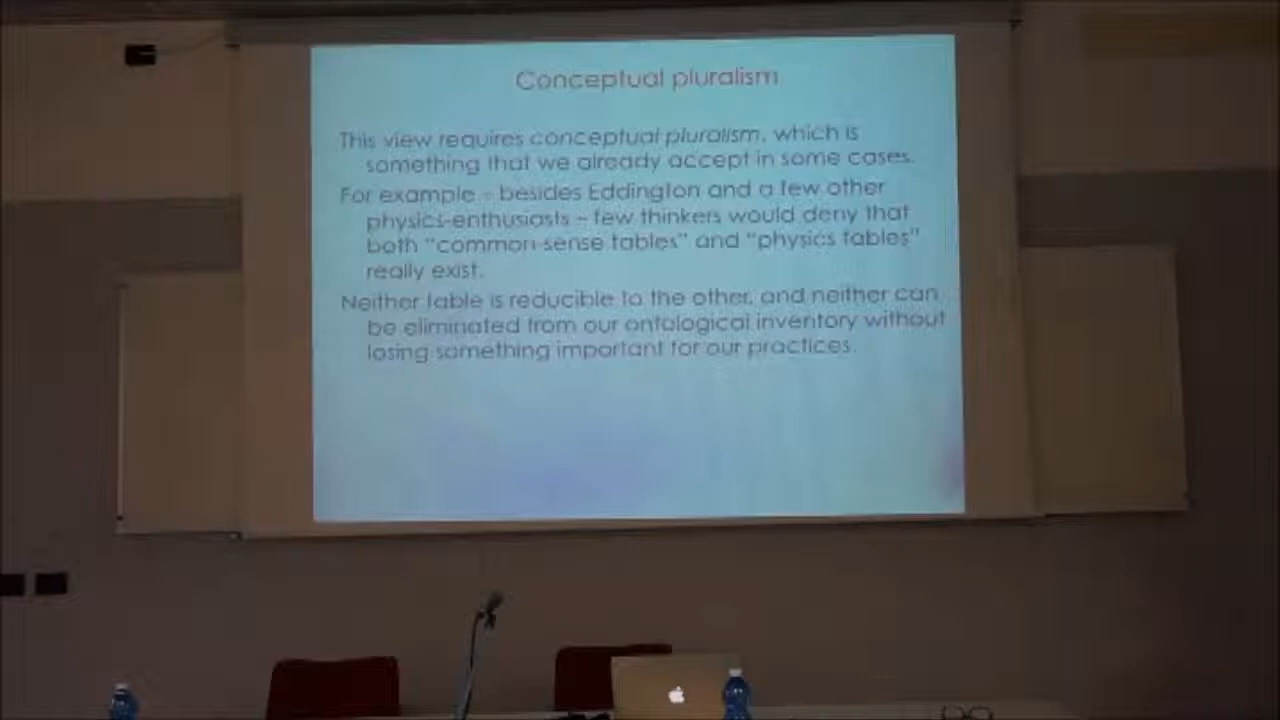 Conceptual pluralism
This view requires conceptual pluralism, which is
something that we already accept in some cases.
For example – besides Eddington and a few other
physics-enthusiasts – few thinkers would deny that
both “common-sense tables” and “physics tables”
really exist.
Neither table is reducible to the other, and neither can
be eliminated from our ontological inventory without
losing something important for our practices.